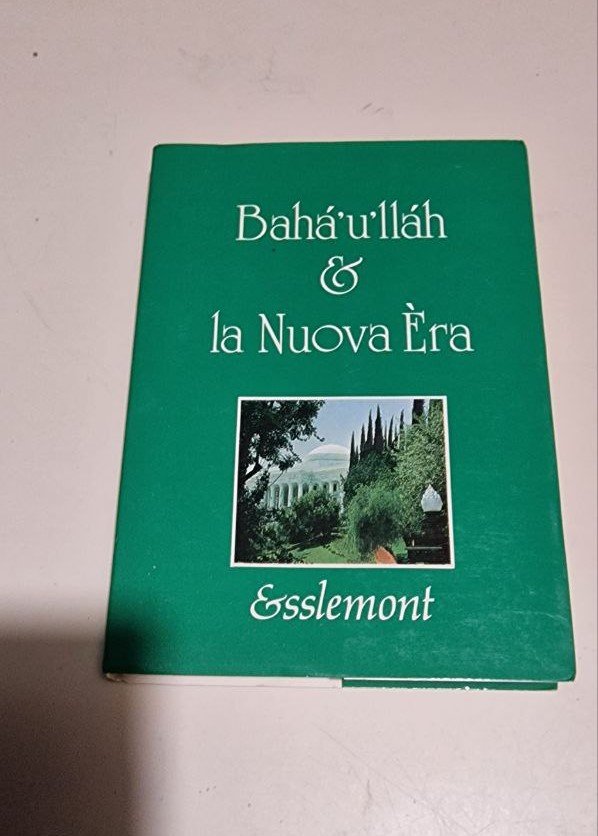 Bahá'u'lláh
&
la Nuova Èra
Esslemont